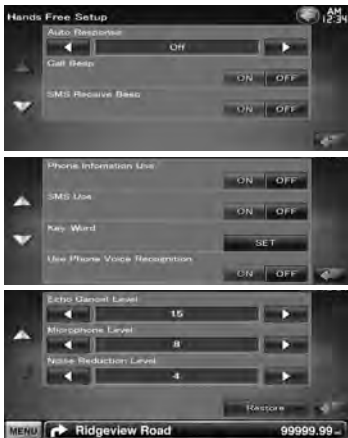 Hands Free Setup
AM
12:34
Auto Response
Off
Call Beep
ON OFF
SMS Receive Beep
ON OFF
Phone Infomation Use
ON OFF
SMS Use
ON OFF
Key Word
SET
Use Phone Voice Recognition
ON OFF
Echo Cancel Level
15
Microphone Level
8
Noise Reduction Level
4
Restore
MENU Ridgeview Road 99999.99